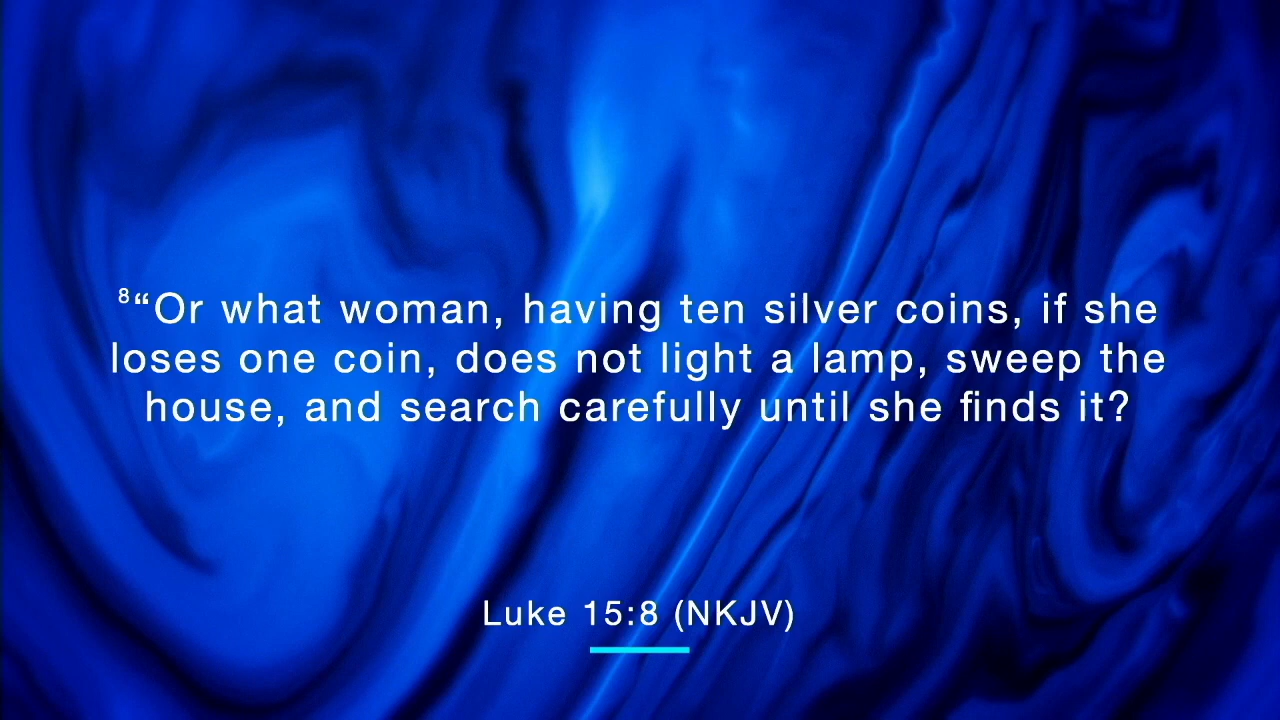 8“Or what woman, having ten silver coins, if she
loses one coin, does not light a lamp, sweep the
house, and search carefully until she finds it?
Luke 15:8 (NKJV)